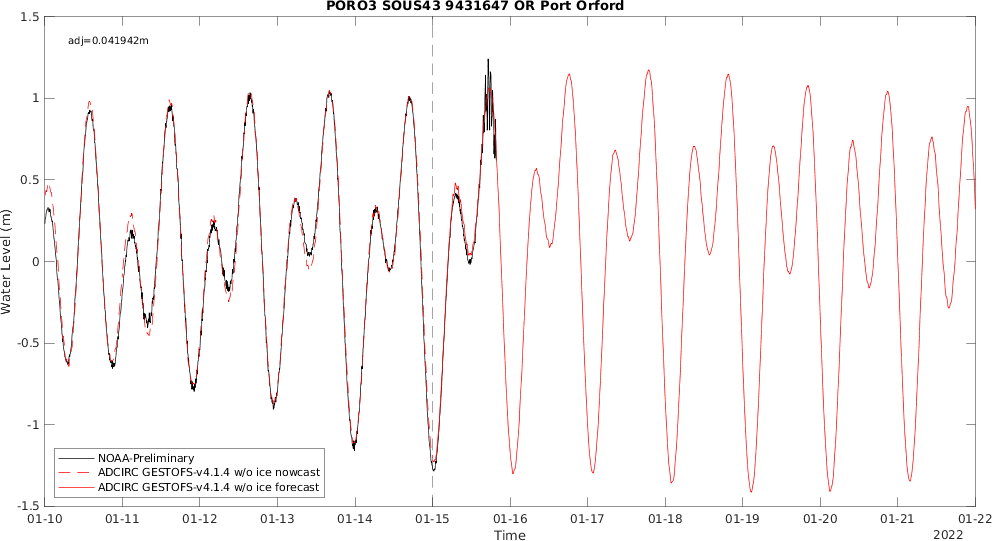 PORO3 SOUS43 9431647 OR Port Orford
adj=0.041942m
1.5
1
0.5
0
-0.5
-1
-1.5
Water Level (m)
NOAA-Preliminary
ADCIRC GESTOFS-v4.1.4 w/o ice nowcast
ADCIRC GESTOFS-v4.1.4 w/o ice forecast
01-10 01-11 01-12 01-13 01-14 01-15 01-16 01-17 01-18 01-19 01-20 01-21 01-22
Time
2022